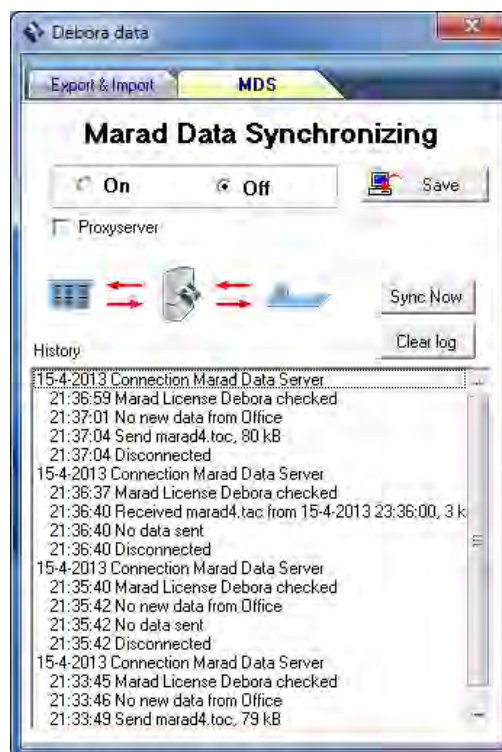 Debora data
Export & Import MDS
Marad Data Synchronizing
On Off Save
Proxyserver
Sync Now
Clear log
History
15-4-2013 Connection Marad Data Server
21:36:59 Marad License Debora checked
21:37:01 No new data from Office
21:37:04 Send marad4.toc, 80 kB
21:37:04 Disconnected
15-4-2013 Connection Marad Data Server
21:36:37 Marad License Debora checked
21:36:40 Received marad4.tac from 15-4-2013 23:36:00, 3 k
21:36:40 No data sent
21:36:40 Disconnected
15-4-2013 Connection Marad Data Server
21:35:40 Marad License Debora checked
21:35:42 No new data from Office
21:35:42 No data sent
21:35:42 Disconnected
15-4-2013 Connection Marad Data Server
21:33:45 Marad License Debora checked
21:33:46 No new data from Office
21:33:49 Send marad4.toc, 79 kB